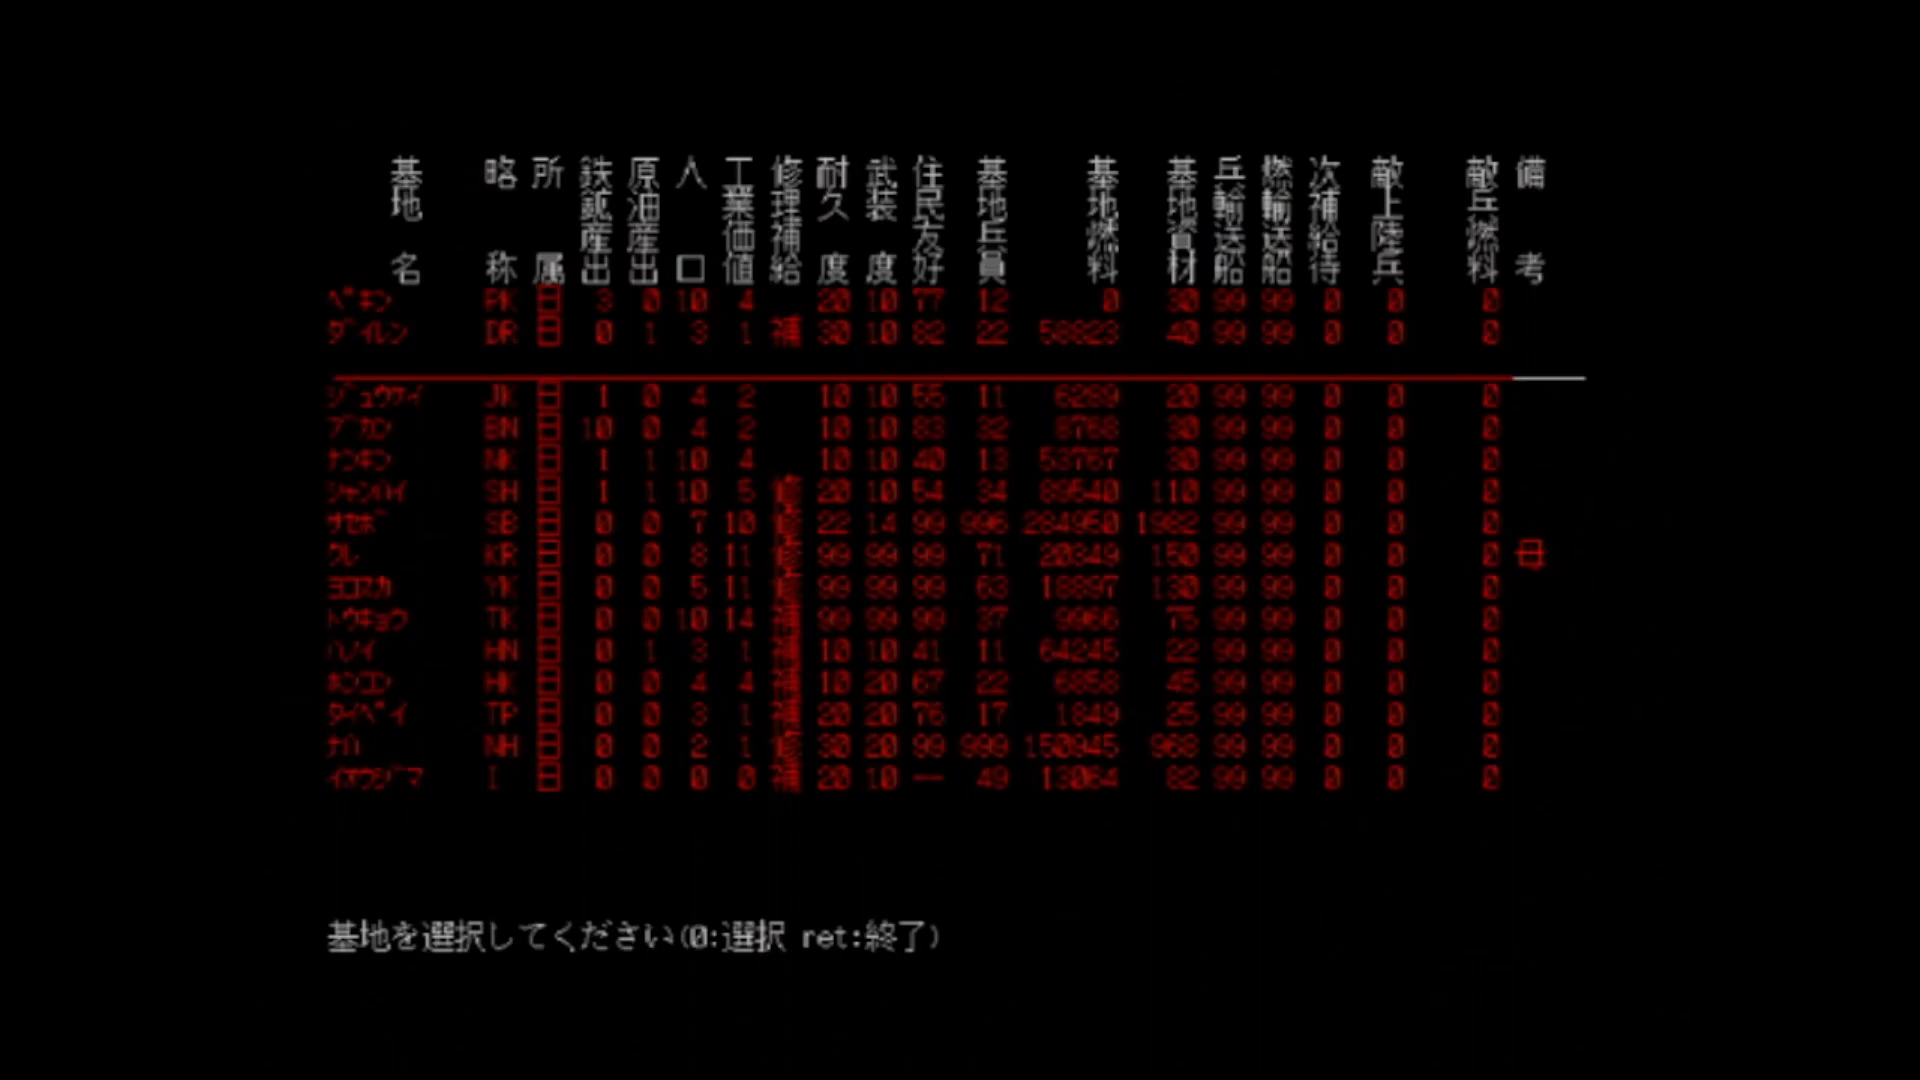 基地名 略称 所属 鉄鉱産出 原油産出 人口 工業価値 修理補給 耐久度 武装度 住民友好 基地兵員 基地燃料 基地資材 兵輸送船 燃輸送船 次補給待 敵上陸兵 敵兵燃料 備考
ペキン PK 日 3 0 10 4 20 10 77 12 0 30 99 99 0 0 0
ダイレン DR 日 0 1 3 1 補 30 10 82 22 58823 40 99 99 0 0 0
ジュウケイ JK 日 1 0 4 2 10 10 55 11 6289 20 99 99 0 0 0
ブカン BN 日 10 0 4 2 10 10 83 32 8768 30 99 99 0 0 0
ナンキン NK 日 1 1 10 4 10 10 40 13 53767 30 99 99 0 0 0
シャンハイ SH 日 1 1 10 5 修 20 10 54 34 89540 110 99 99 0 0 0
サセボ SB 日 0 0 7 10 修 22 14 99 996 284950 1982 99 99 0 0 0
クレ KR 日 0 0 8 11 修 99 99 99 71 20349 150 99 99 0 0 0
ヨコスカ YK 日 0 0 5 11 修 99 99 99 63 18897 130 99 99 0 0 0
トウキョウ TK 日 0 0 10 14 補 99 99 99 37 9966 75 99 99 0 0 0
ハノイ HN 日 0 1 3 1 補 10 10 41 11 64245 22 99 99 0 0 0
ホンコン HK 日 0 0 4 4 補 10 20 67 22 6858 45 99 99 0 0 0
タイペイ TP 日 0 0 3 1 補 20 20 76 17 1849 25 99 99 0 0 0
ナハ NH 日 0 0 2 1 修 30 20 99 999 150945 968 99 99 0 0 0
イオウジマ I 日 0 0 0 0 補 20 10 ー 49 13064 82 99 99 0 0 0
基地を選択してください(0:選択 ret:終了)